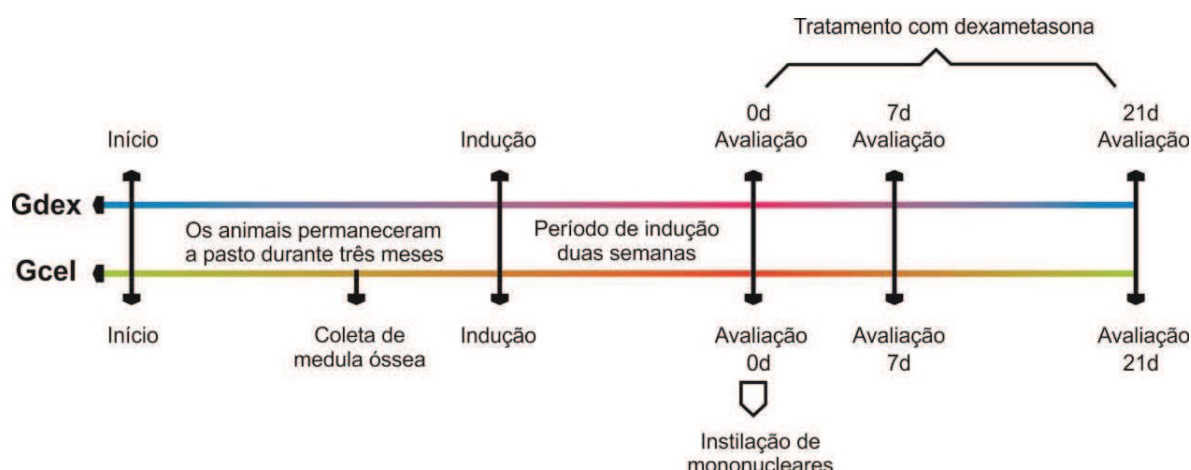 Tratamento com dexametasona
0d
7d
21d
Início
Indução
Avaliação
Avaliação
Avaliação
Gdex
Os animais permaneceram
a pasto durante três meses
Período de indução
duas semanas
Gcel
Início
Coleta de
medula óssea
Indução
Avaliação
0d
Avaliação
7d
Avaliação
21d
Instilação de
mononucleares